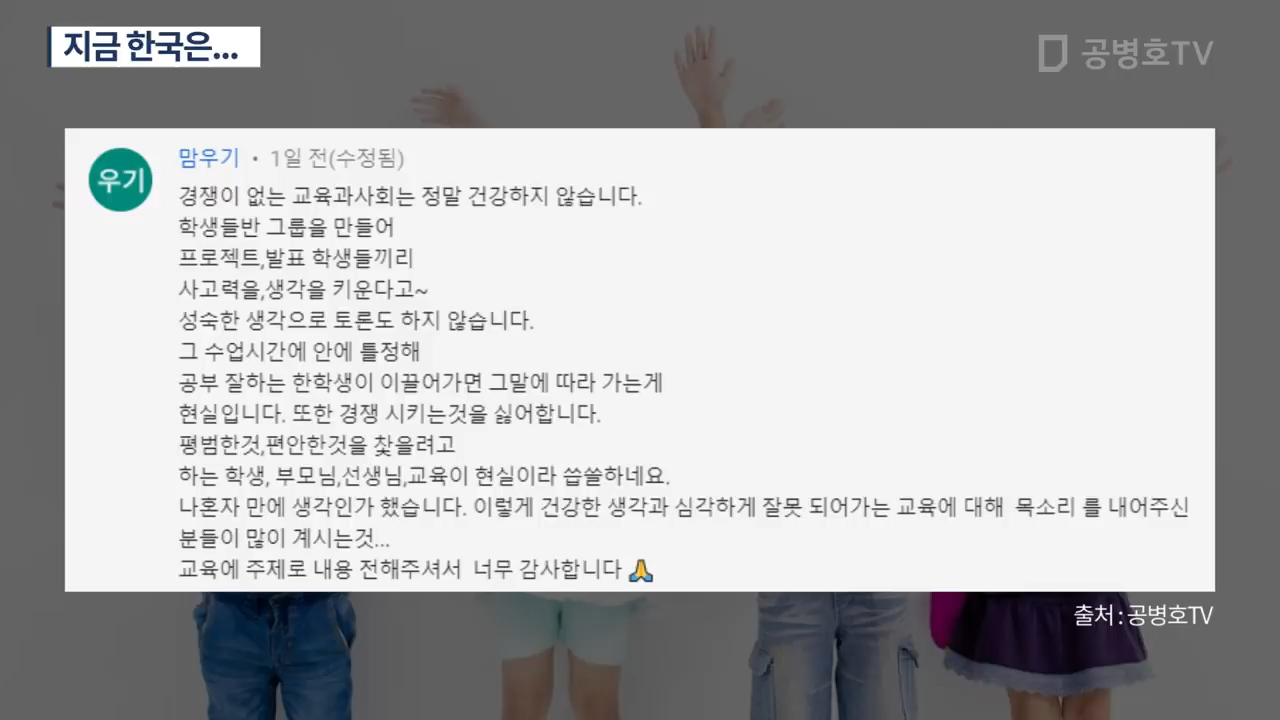 지금 한국은...
공병호TV
우기
맘우기 • 1일 전(수정됨)
경쟁이 없는 교육과사회는 정말 건강하지 않습니다.
학생들반 그룹을 만들어
프로젝트,발표 학생들끼리
사고력을,생각을 키운다고~
성숙한 생각으로 토론도 하지 않습니다.
그 수업시간에 안에 틀정해
공부 잘하는 한학생이 이끌어가면 그말에 따라 가는게
현실입니다. 또한 경쟁 시키는것을 싫어합니다.
평범한것,편안한것을 찿을려고
하는 학생, 부모님,선생님,교육이 현실이라 씁쓸하네요.
나혼자 만에 생각인가 했습니다. 이렇게 건강한 생각과 심각하게 잘못 되어가는 교육에 대해 목소리 를 내어주신
분들이 많이 계시는것...
교육에 주제로 내용 전해주셔서 너무 감사합니다 🙏
출처 : 공병호TV